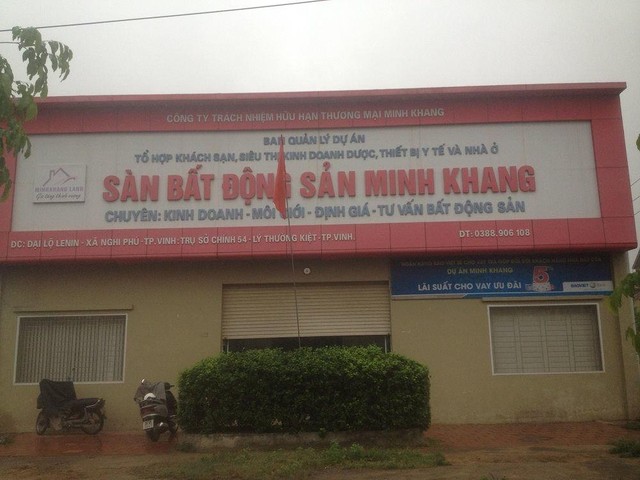 CÔNG TY TRÁCH NHIỆM HỮU HẠN THƯƠNG MẠI MINH KHANG
BAN QUẢN LÝ DỰ ÁN
TỔ HỢP KHÁCH SẠN, SIÊU THỊ KINH DOANH DƯỢC, THIẾT BỊ Y TẾ VÀ NHÀ Ở
MINHKHANG LAND
SÀN BẤT ĐỘNG SẢN MINH KHANG
CHUYÊN: KINH DOANH - MÔI GIỚI - ĐỊNH GIÁ - TƯ VẤN BẤT ĐỘNG SẢN
ĐC: ĐẠI LỘ LENIN - XÃ NGHI PHÚ - TP.VINH: TRỤ SỞ CHÍNH 54 - LÝ THƯỜNG KIỆT - TP.VINH.
ĐT: 0388.906 108
DỰ ÁN MINH KHANG
LÃI SUẤT CHO VAY ƯU ĐÃI
5